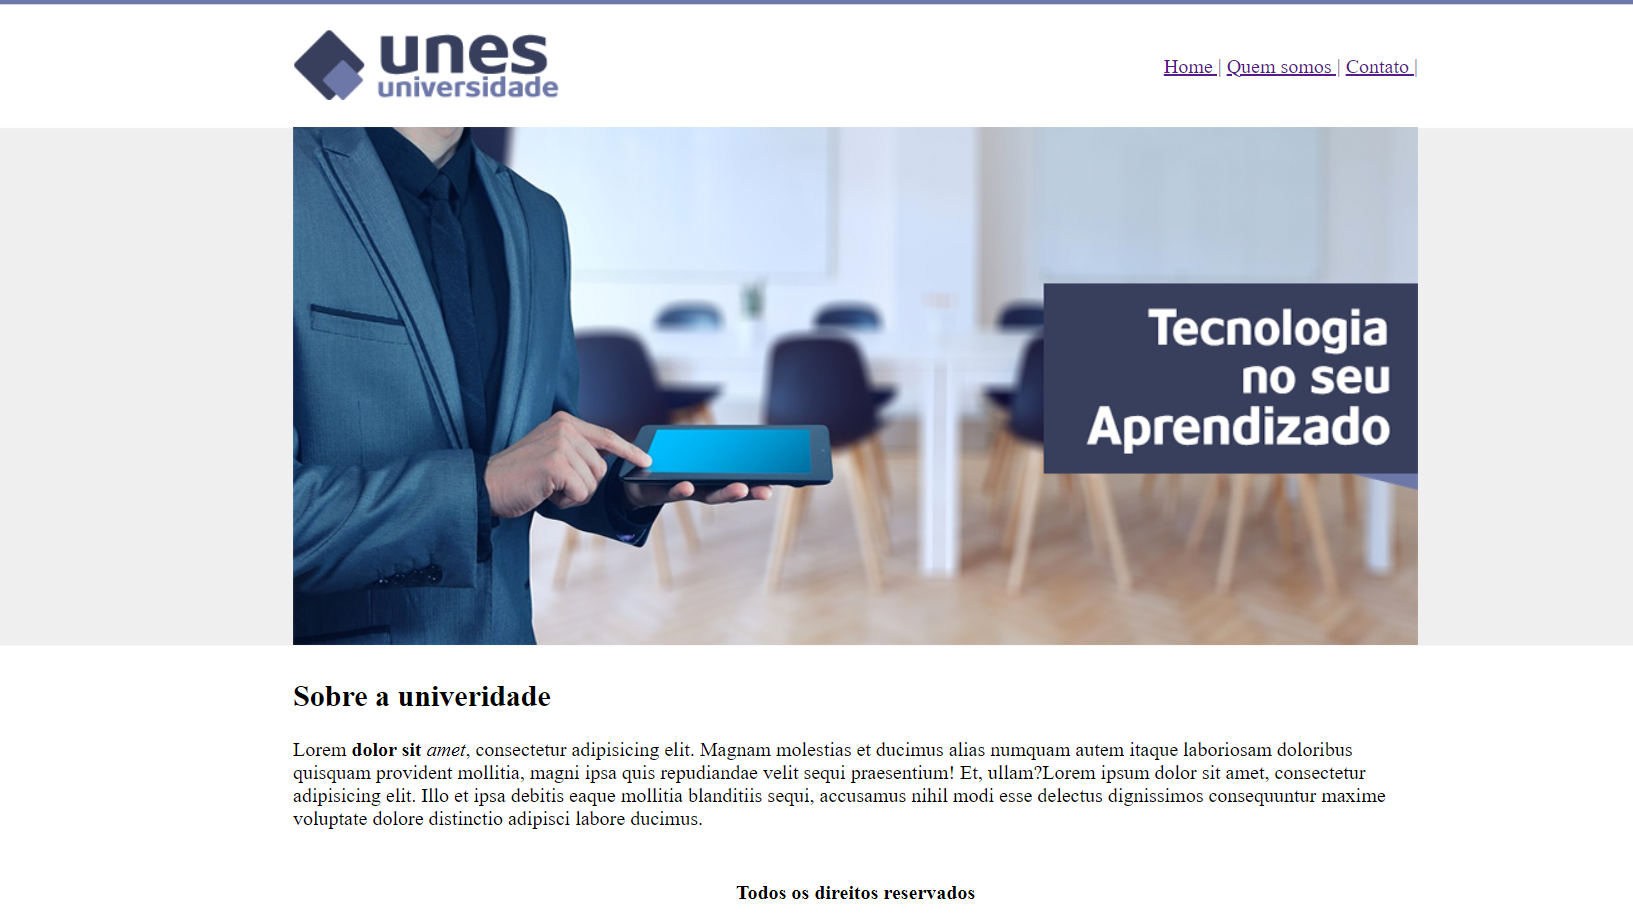 unes
universidade
Home | Quem somos | Contato |
Tecnologia
no seu
Aprendizado
Sobre a univeridade
Lorem dolor sit amet, consectetur adipisicing elit. Magnam molestias et ducimus alias numquam autem itaque laboriosam doloribus
quisquam provident mollitia, magni ipsa quis repudiandae velit sequi praesentium! Et, ullam?Lorem ipsum dolor sit amet, consectetur
adipisicing elit. Illo et ipsa debitis eaque mollitia blanditiis sequi, accusamus nihil modi esse delectus dignissimos consequuntur maxime
voluptate dolore distinctio adipisci labore ducimus.
Todos os direitos reservados